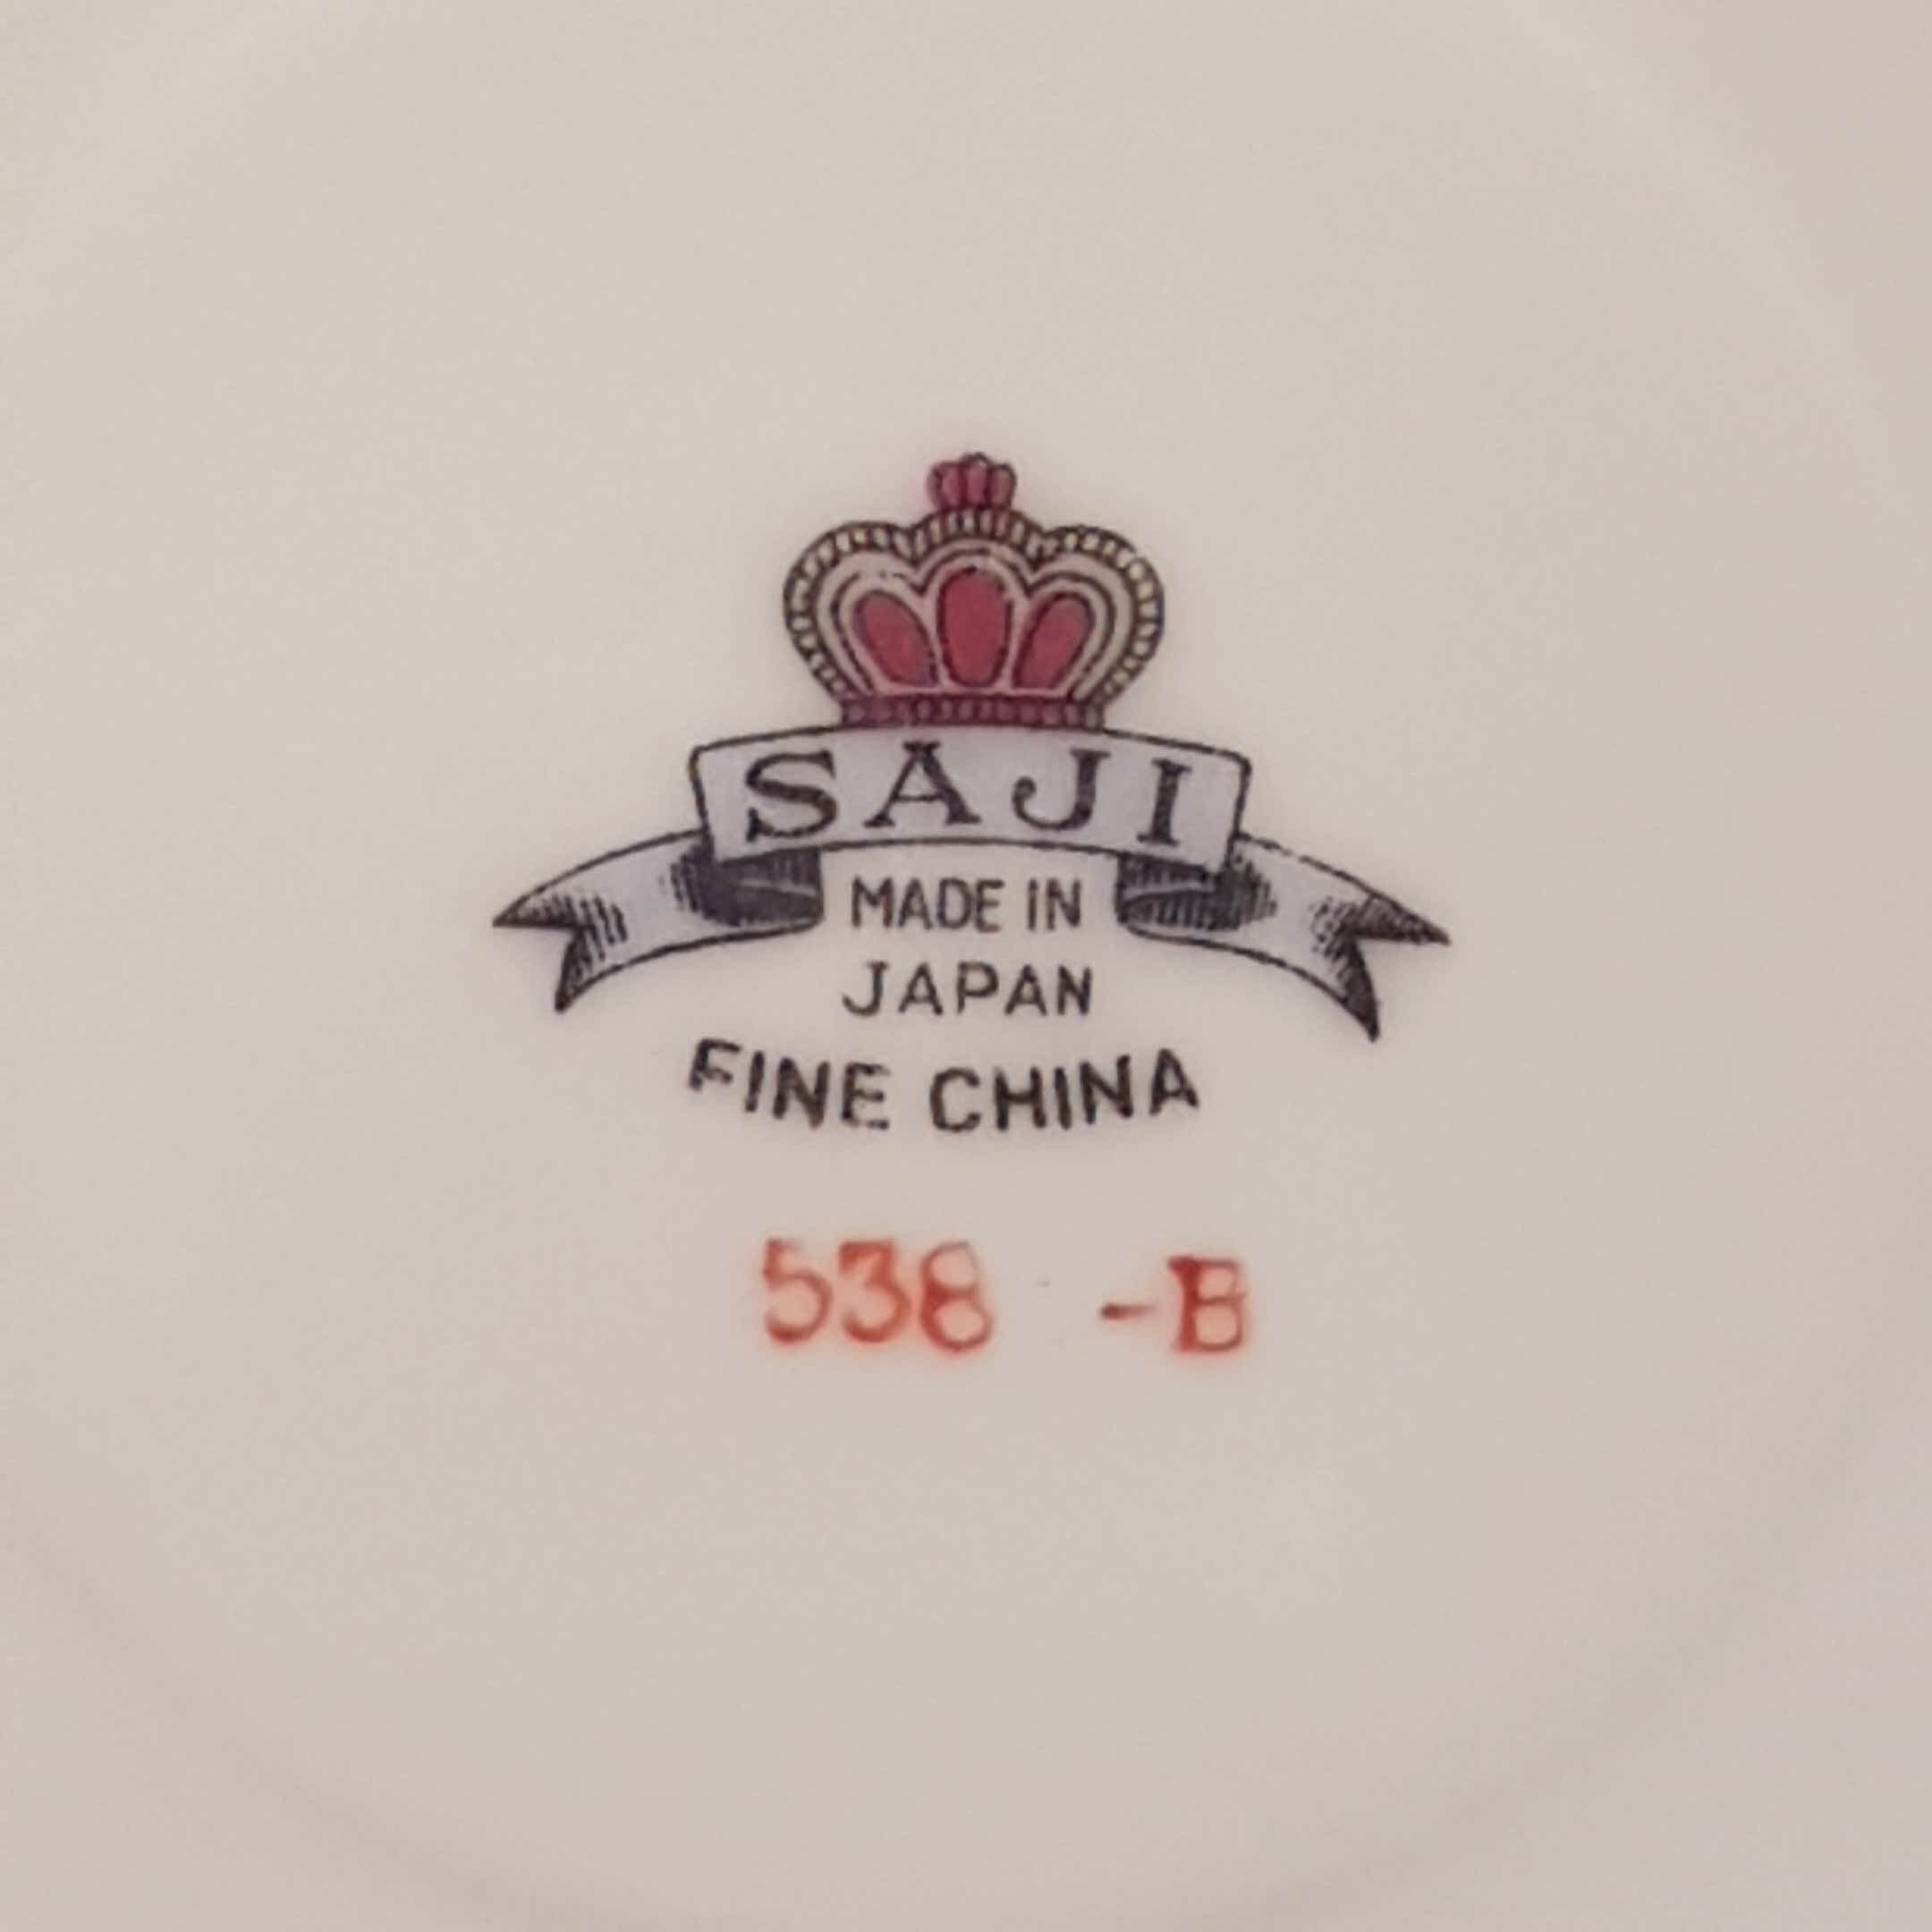 SAJI
MADE IN
JAPAN
FINE CHINA
538 -B